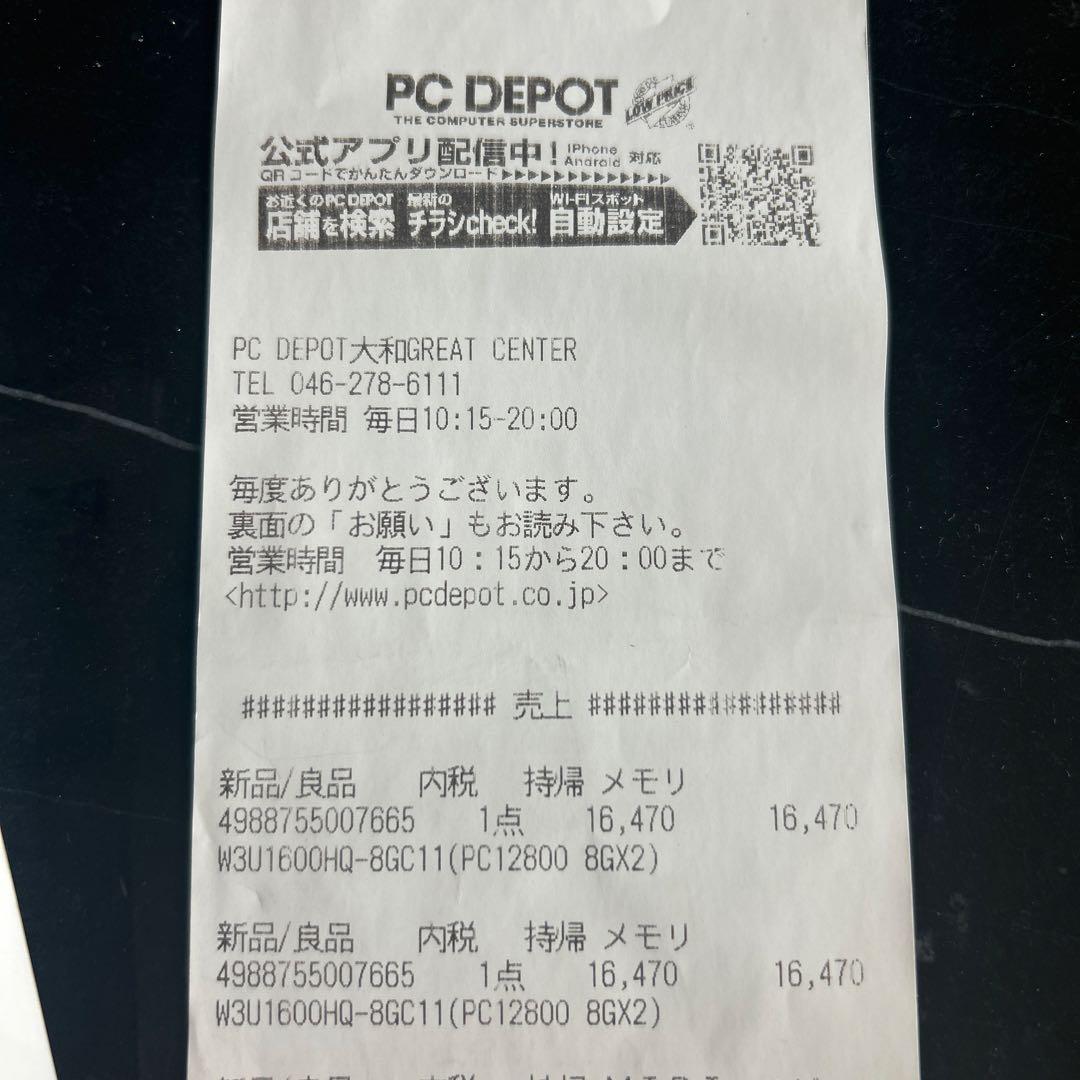 PC DEPOT
THE COMPUTER SUPERSTORE
LOW PRICE
公式アプリ配信中! iPhone Android 対応
QRコードでかんたんダウンロード▶▶▶▶▶▶▶▶▶▶▶▶▶
お近くのPC DEPOT 最新の WI-FIスポット
店舗を検索 チラシcheck! 自動設定
PC DEPOT大和GREAT CENTER
TEL 046-278-6111
営業時間 毎日10:15-20:00
毎度ありがとうございます。
裏面の「お願い」もお読み下さい。
営業時間 毎日10:15から20:00まで
<http://www.pcdepot.co.jp>
################# 売上 #################
新品/良品 内税 持帰 メモリ
4988755007665 1点 16,470 16,470
W3U1600HQ-8GC11(PC12800 8GX2)
新品/良品 内税 持帰 メモリ
4988755007665 1点 16,470 16,470
W3U1600HQ-8GC11(PC12800 8GX2)